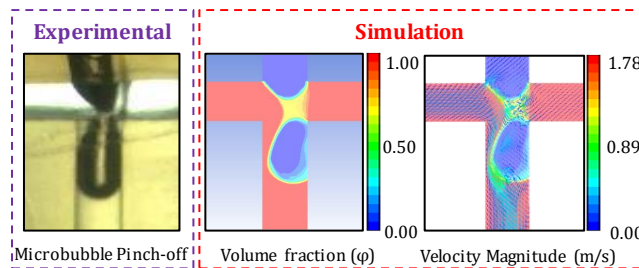 Experimental
Simulation
1.00
0.50
0.00
1.78
0.89
0.00
Microbubble Pinch-off
Volume fraction (φ)
Velocity Magnitude (m/s)